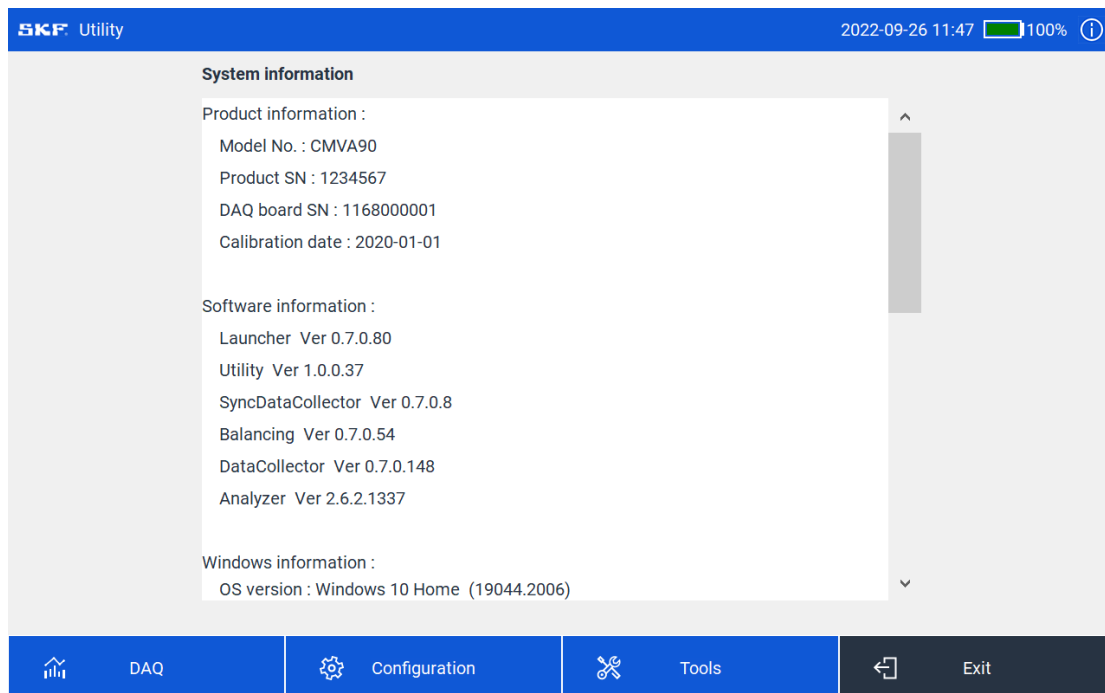 SKF. Utility 2022-09-26 11:47 100%
System information
Product information :
Model No. : CMVA90
Product SN : 1234567
DAQ board SN : 1168000001
Calibration date : 2020-01-01
Software information :
Launcher Ver 0.7.0.80
Utility Ver 1.0.0.37
SyncDataCollector Ver 0.7.0.8
Balancing Ver 0.7.0.54
DataCollector Ver 0.7.0.148
Analyzer Ver 2.6.2.1337
Windows information :
OS version : Windows 10 Home (19044.2006)
DAQ Configuration Tools Exit